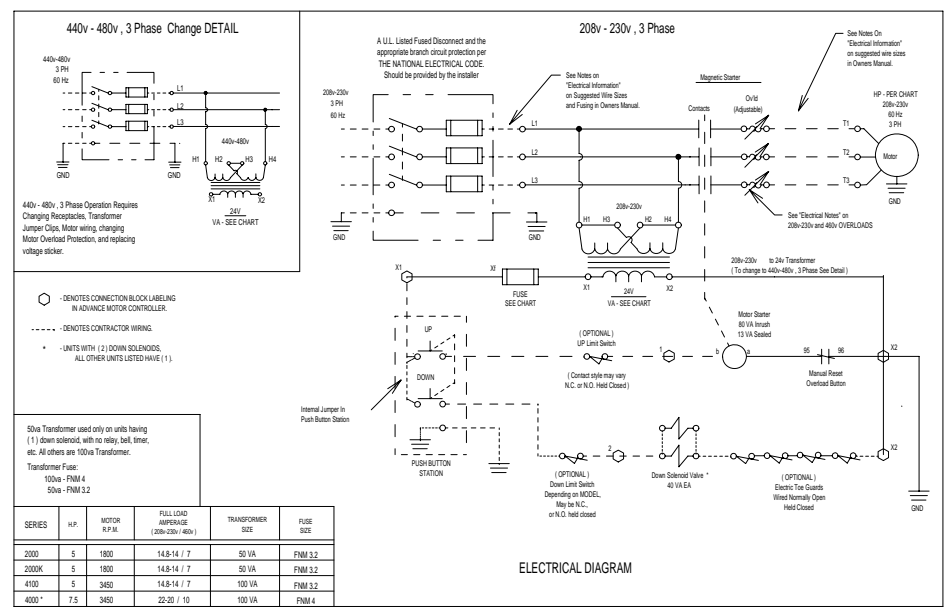 440v - 480v , 3 Phase Change DETAIL
440v-480v
3 PH
60 Hz
L1
L2
L3
GND
440v-480v
H1 H2 H3 H4
X1 X2
24V
VA - SEE CHART
GND
440v - 480v , 3 Phase Operation Requires
Changing Receptacles, Transformer
Jumper Clips, Motor wiring, changing
Motor Overload Protection, and replacing
voltage sticker.
208v - 230v , 3 Phase
A U.L. Listed Fused Disconnect and the
appropriate branch circuit protection per
THE NATIONAL ELECTRICAL CODE.
Should be provided by the installer
See Notes on
"Electrical Information"
on Suggested Wire Sizes
and Fusing in Owners Manual.
See Notes On
"Electrical Information"
on suggested wire sizes
in Owners Manual.
Magnetic Starter
Contacts
Ov'ld
(Adjustable)
HP - PER CHART
208v-230v
60 Hz
3 PH
208v-230v
3 PH
60 Hz
L1
L2
L3
T1
T2
T3
Motor
GND
GND
GND
See "Electrical Notes" on
208v-230v and 460v OVERLOADS
208v-230v
H1 H3 H2 H4
X1 X2
24V
VA - SEE CHART
208v-230v to 24v Transformer
( To change to 440v-480v , 3 Phase See Detail )
X1
Xf
FUSE
SEE CHART
- DENOTES CONNECTION BLOCK LABELING
IN ADVANCE MOTOR CONTROLLER.
- DENOTES CONTRACTOR WIRING.
* - UNITS WITH ( 2 ) DOWN SOLENOIDS,
ALL OTHER UNITS LISTED HAVE ( 1 ).
UP
DOWN
Internal Jumper In
Push Button Station
PUSH BUTTON
STATION
( OPTIONAL )
UP Limit Switch
( Contact style may vary
N.C. or N.O. Held Closed )
1
b
a
Motor Starter
80 VA Inrush
13 VA Sealed
95 96
Manual Reset
Overload Button
X2
X2
GND
( OPTIONAL )
Down Limit Switch
Depending on MODEL,
May be N.C.,
or N.O. held closed
2
Down Solenoid Valve *
40 VA EA
( OPTIONAL )
Electric Toe Guards
Wired Normally Open
Held Closed
50va Transformer used only on units having
( 1 ) down solenoid, with no relay, bell, timer,
etc. All others are 100va Transformer.
Transformer Fuse:
100va - FNM 4
50va - FNM 3.2
SERIES H.P. MOTOR R.P.M. FULL LOAD AMPERAGE ( 208v-230v / 460v ) TRANSFORMER SIZE FUSE SIZE
2000 5 1800 14.8-14 / 7 50 VA FNM 3.2
2000K 5 1800 14.8-14 / 7 50 VA FNM 3.2
4100 5 3450 14.8-14 / 7 100 VA FNM 3.2
4000 * 7.5 3450 22-20 / 10 100 VA FNM 4
ELECTRICAL DIAGRAM